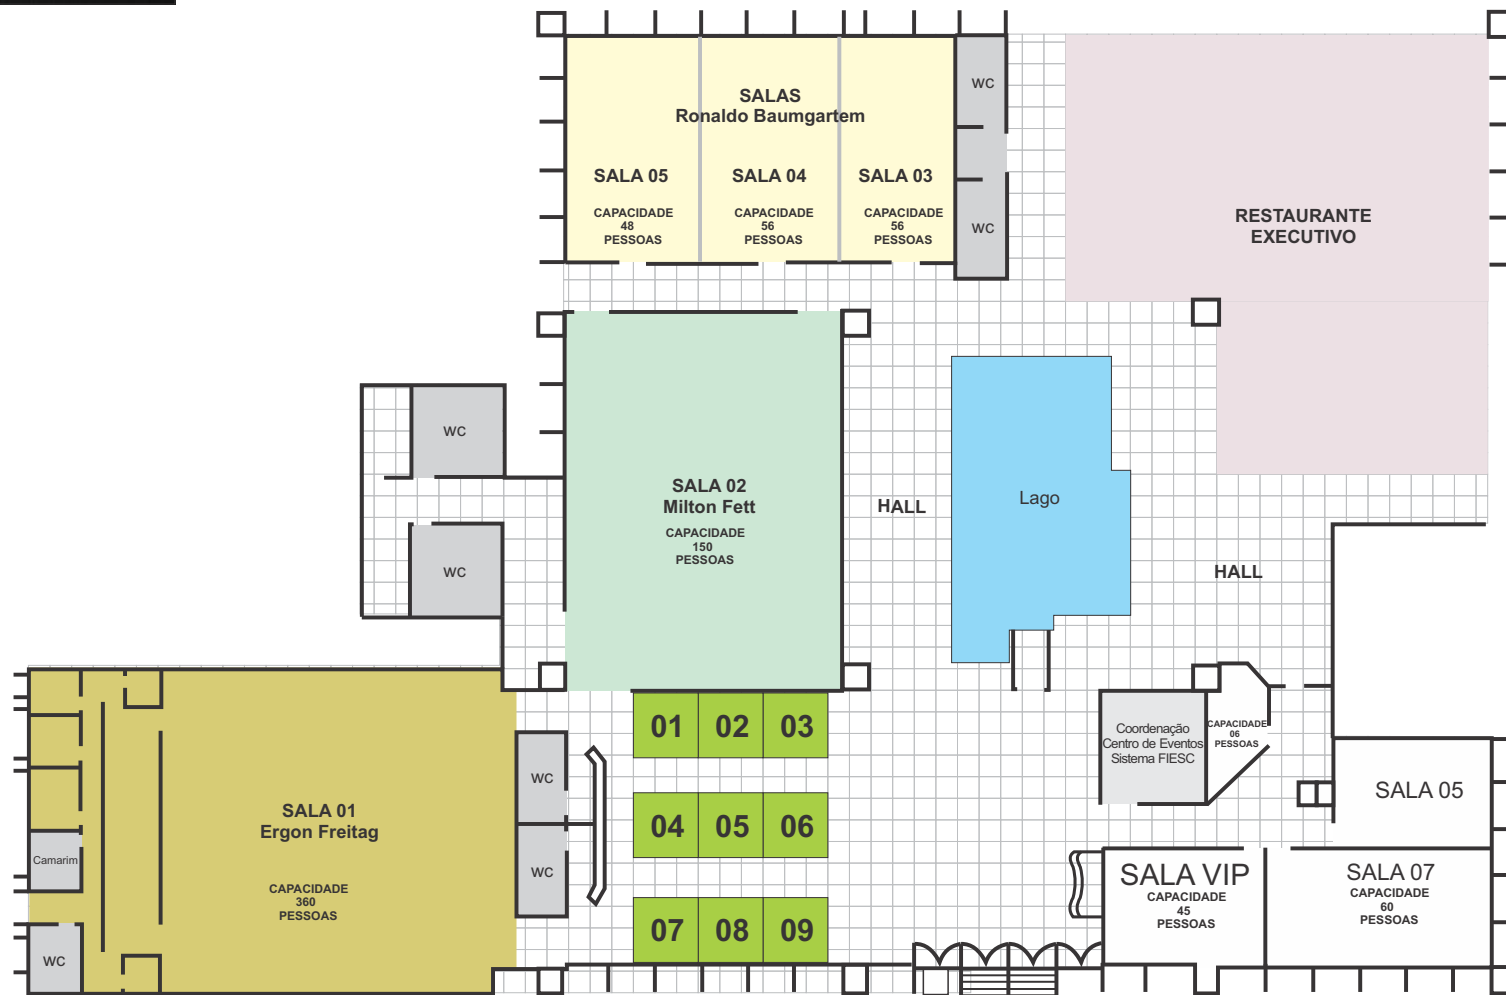 WC
SALAS
Ronaldo Baumgartem
SALA 05
SALA 04
SALA 03
CAPACIDADE
48
PESSOAS
CAPACIDADE
56
PESSOAS
CAPACIDADE
56
PESSOAS
WC
RESTAURANTE
EXECUTIVO
WC
WC
SALA 02
Milton Fett
CAPACIDADE
150
PESSOAS
HALL
Lago
HALL
01
02
03
04
05
06
07
08
09
Coordenação
Centro de Eventos
Sistema FIESC
CAPACIDADE
06
PESSOAS
SALA 05
SALA 01
Ergon Freitag
CAPACIDADE
360
PESSOAS
WC
WC
Camarim
WC
SALA VIP
CAPACIDADE
45
PESSOAS
SALA 07
CAPACIDADE
60
PESSOAS